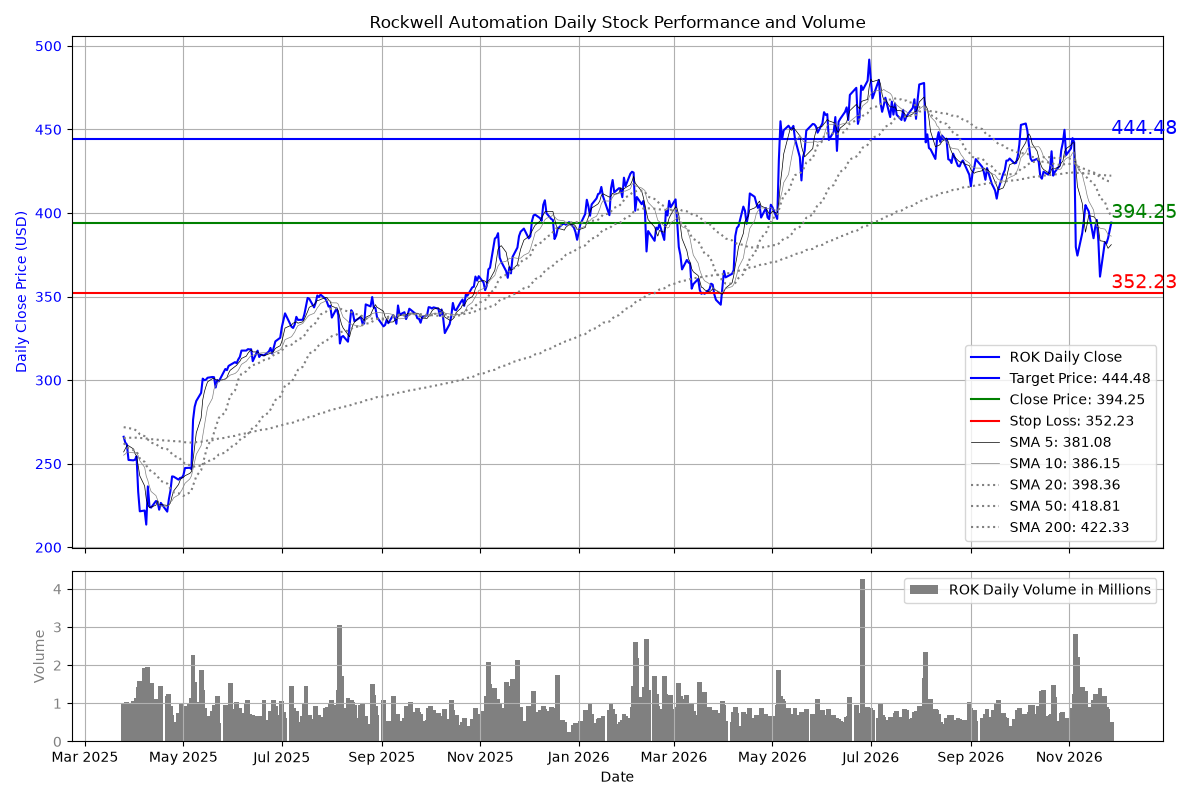 Rockwell Automation Daily Stock Performance and Volume
Daily Close Price (USD)
500
450
400
350
300
250
200
444.48
394.25
352.23
ROK Daily Close
Target Price: 444.48
Close Price: 394.25
Stop Loss: 352.23
SMA 5: 381.08
SMA 10: 386.15
SMA 20: 398.36
SMA 50: 418.81
SMA 200: 422.33
Volume
4
3
2
1
0
ROK Daily Volume in Millions
Mar 2025 May 2025 Jul 2025 Sep 2025 Nov 2025 Jan 2026 Mar 2026 May 2026 Jul 2026 Sep 2026 Nov 2026
Date